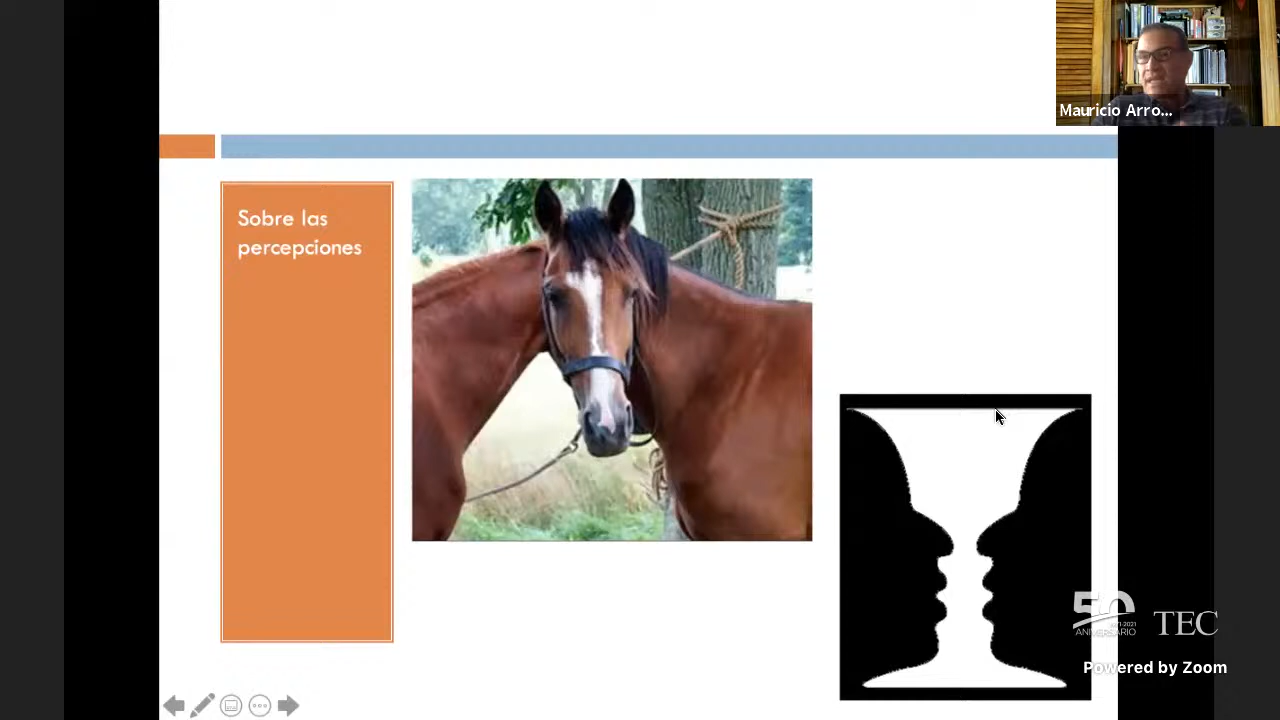 Mauricio Arro...
Sobre las
percepciones
50
ANIVERSARIO
TEC
Powered by Zoom